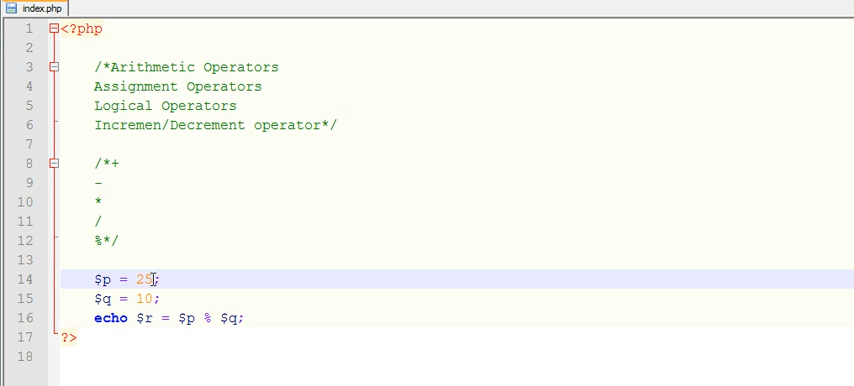 index.php
1 <?php
2
3 /*Arithmetic Operators
4 Assignment Operators
5 Logical Operators
6 Incremen/Decrement operator*/
7
8 /*+
9 -
10 *
11 /
12 %*/
13
14 $p = 25;
15 $q = 10;
16 echo $r = $p % $q;
17 ?>
18